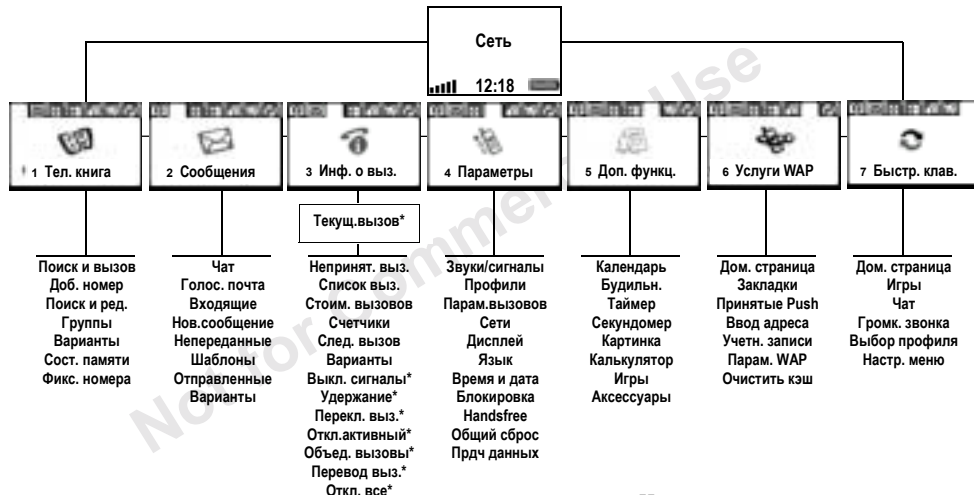 Сеть
12:18
1 Тел. книга
2 Сообщения
3 Инф. о выз.
4 Параметры
5 Доп. функц.
6 Услуги WAP
7 Быстр. клав.
Текущ.вызов*
Поиск и вызов
Доб. номер
Поиск и ред.
Группы
Варианты
Сост. памяти
Фикс. номера
Чат
Голос. почта
Входящие
Нов.сообщение
Непереданные
Шаблоны
Отправленные
Варианты
Непринят. выз.
Список выз.
Стоим. вызовов
Счетчики
След. вызов
Варианты
Выкл. сигналы*
Удержание*
Перекл. выз.*
Откл.активный*
Объед. вызовы*
Перевод выз.*
Откл. все*
Звуки/сигналы
Профили
Парам.вызовов
Сети
Дисплей
Язык
Время и дата
Блокировка
Handsfree
Общий сброс
Прдч данных
Календарь
Будильн.
Таймер
Секундомер
Картинка
Калькулятор
Игры
Аксессуары
Дом. страница
Закладки
Принятые Push
Ввод адреса
Учетн. записи
Парам. WAP
Очистить кэш
Дом. страница
Игры
Чат
Громк. звонка
Выбор профиля
Настр. меню
Not for Commercial Use